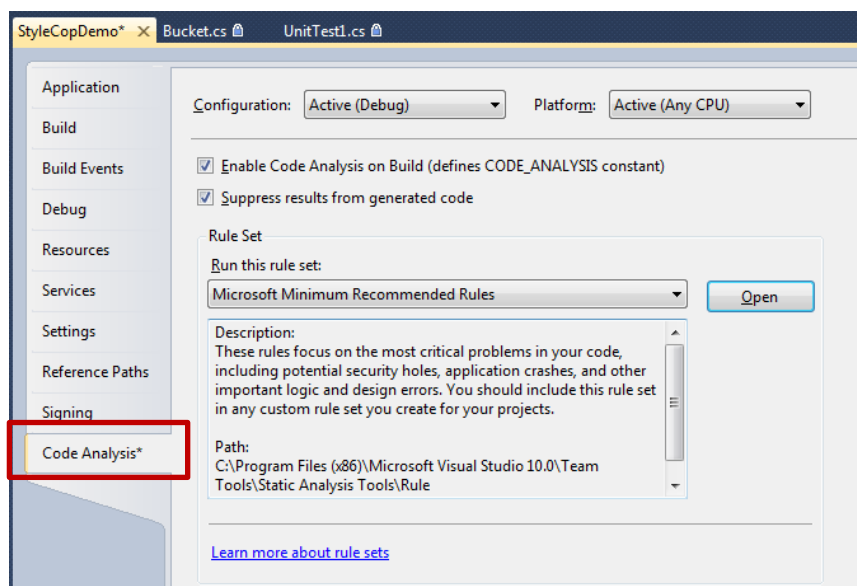 StyleCopDemo* Bucket.cs UnitTest1.cs
Application
Build
Build Events
Debug
Resources
Services
Settings
Reference Paths
Signing
Code Analysis*
Configuration: Active (Debug) Platform: Active (Any CPU)
Enable Code Analysis on Build (defines CODE_ANALYSIS constant)
Suppress results from generated code
Rule Set
Run this rule set:
Microsoft Minimum Recommended Rules Open
Description:
These rules focus on the most critical problems in your code,
including potential security holes, application crashes, and other
important logic and design errors. You should include this rule set
in any custom rule set you create for your projects.
Path:
C:\Program Files (x86)\Microsoft Visual Studio 10.0\Team
Tools\Static Analysis Tools\Rule
Learn more about rule sets